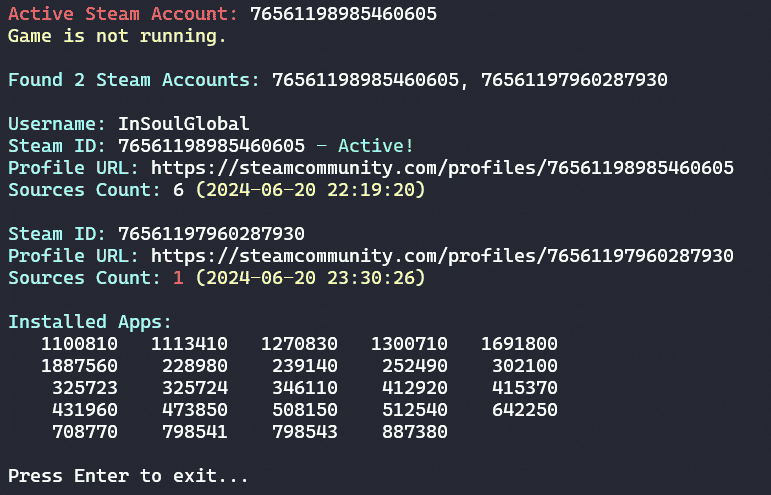 Active Steam Account: 76561198985460605
Game is not running.
Found 2 Steam Accounts: 76561198985460605, 76561197960287930
Username: InSoulGlobal
Steam ID: 76561198985460605 - Active!
Profile URL: https://steamcommunity.com/profiles/76561198985460605
Sources Count: 6 (2024-06-20 22:19:20)
Steam ID: 76561197960287930
Profile URL: https://steamcommunity.com/profiles/76561197960287930
Sources Count: 1 (2024-06-20 23:30:26)
Installed Apps:
1100810 1113410 1270830 1300710 1691800
1887560 228980 239140 252490 302100
325723 325724 346110 412920 415370
431960 473850 508150 512540 642250
708770 798541 798543 887380
Press Enter to exit...